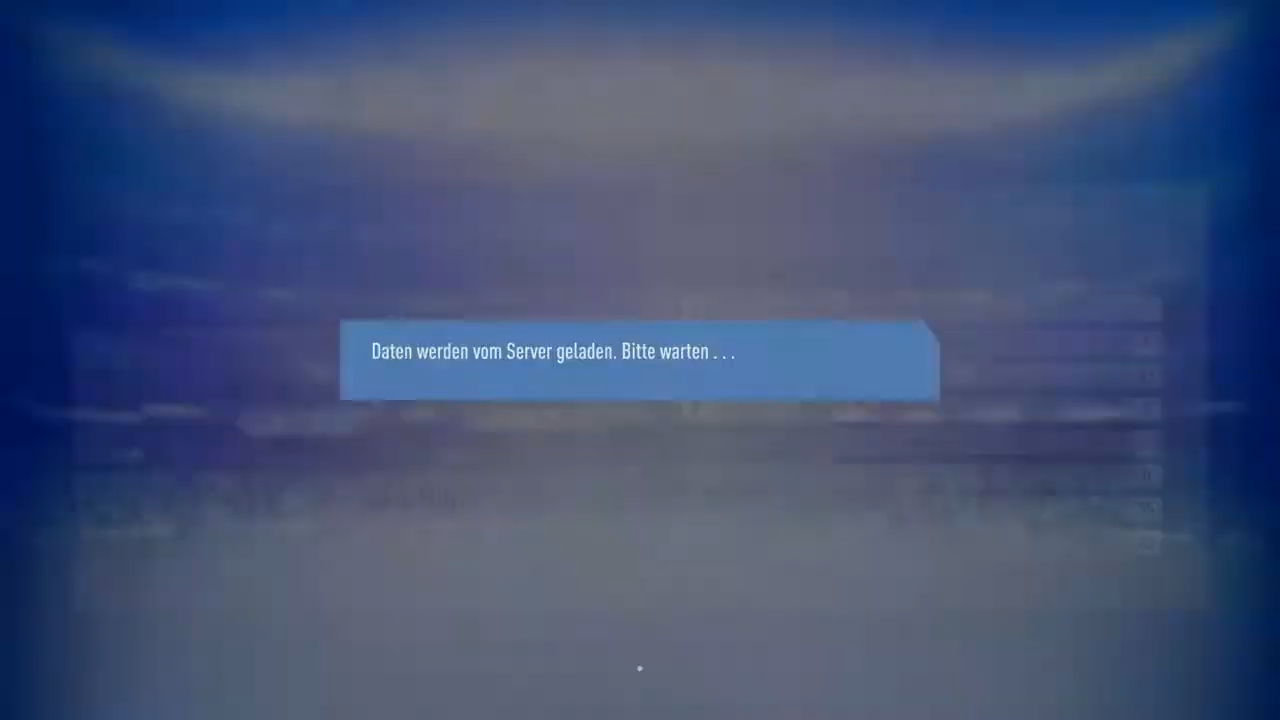 Daten werden vom Server geladen. Bitte warten . . .